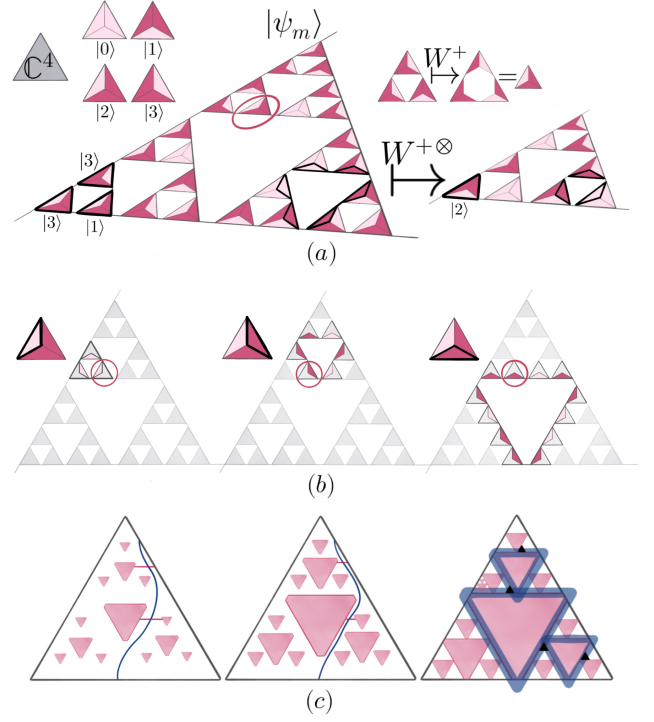 |ψ_m⟩
ℂ⁴
|0⟩ |1⟩
|2⟩ |3⟩
W⁺
=
W⁺⊗
|3⟩
|3⟩ |1⟩
|2⟩
(a)
(b)
(c)